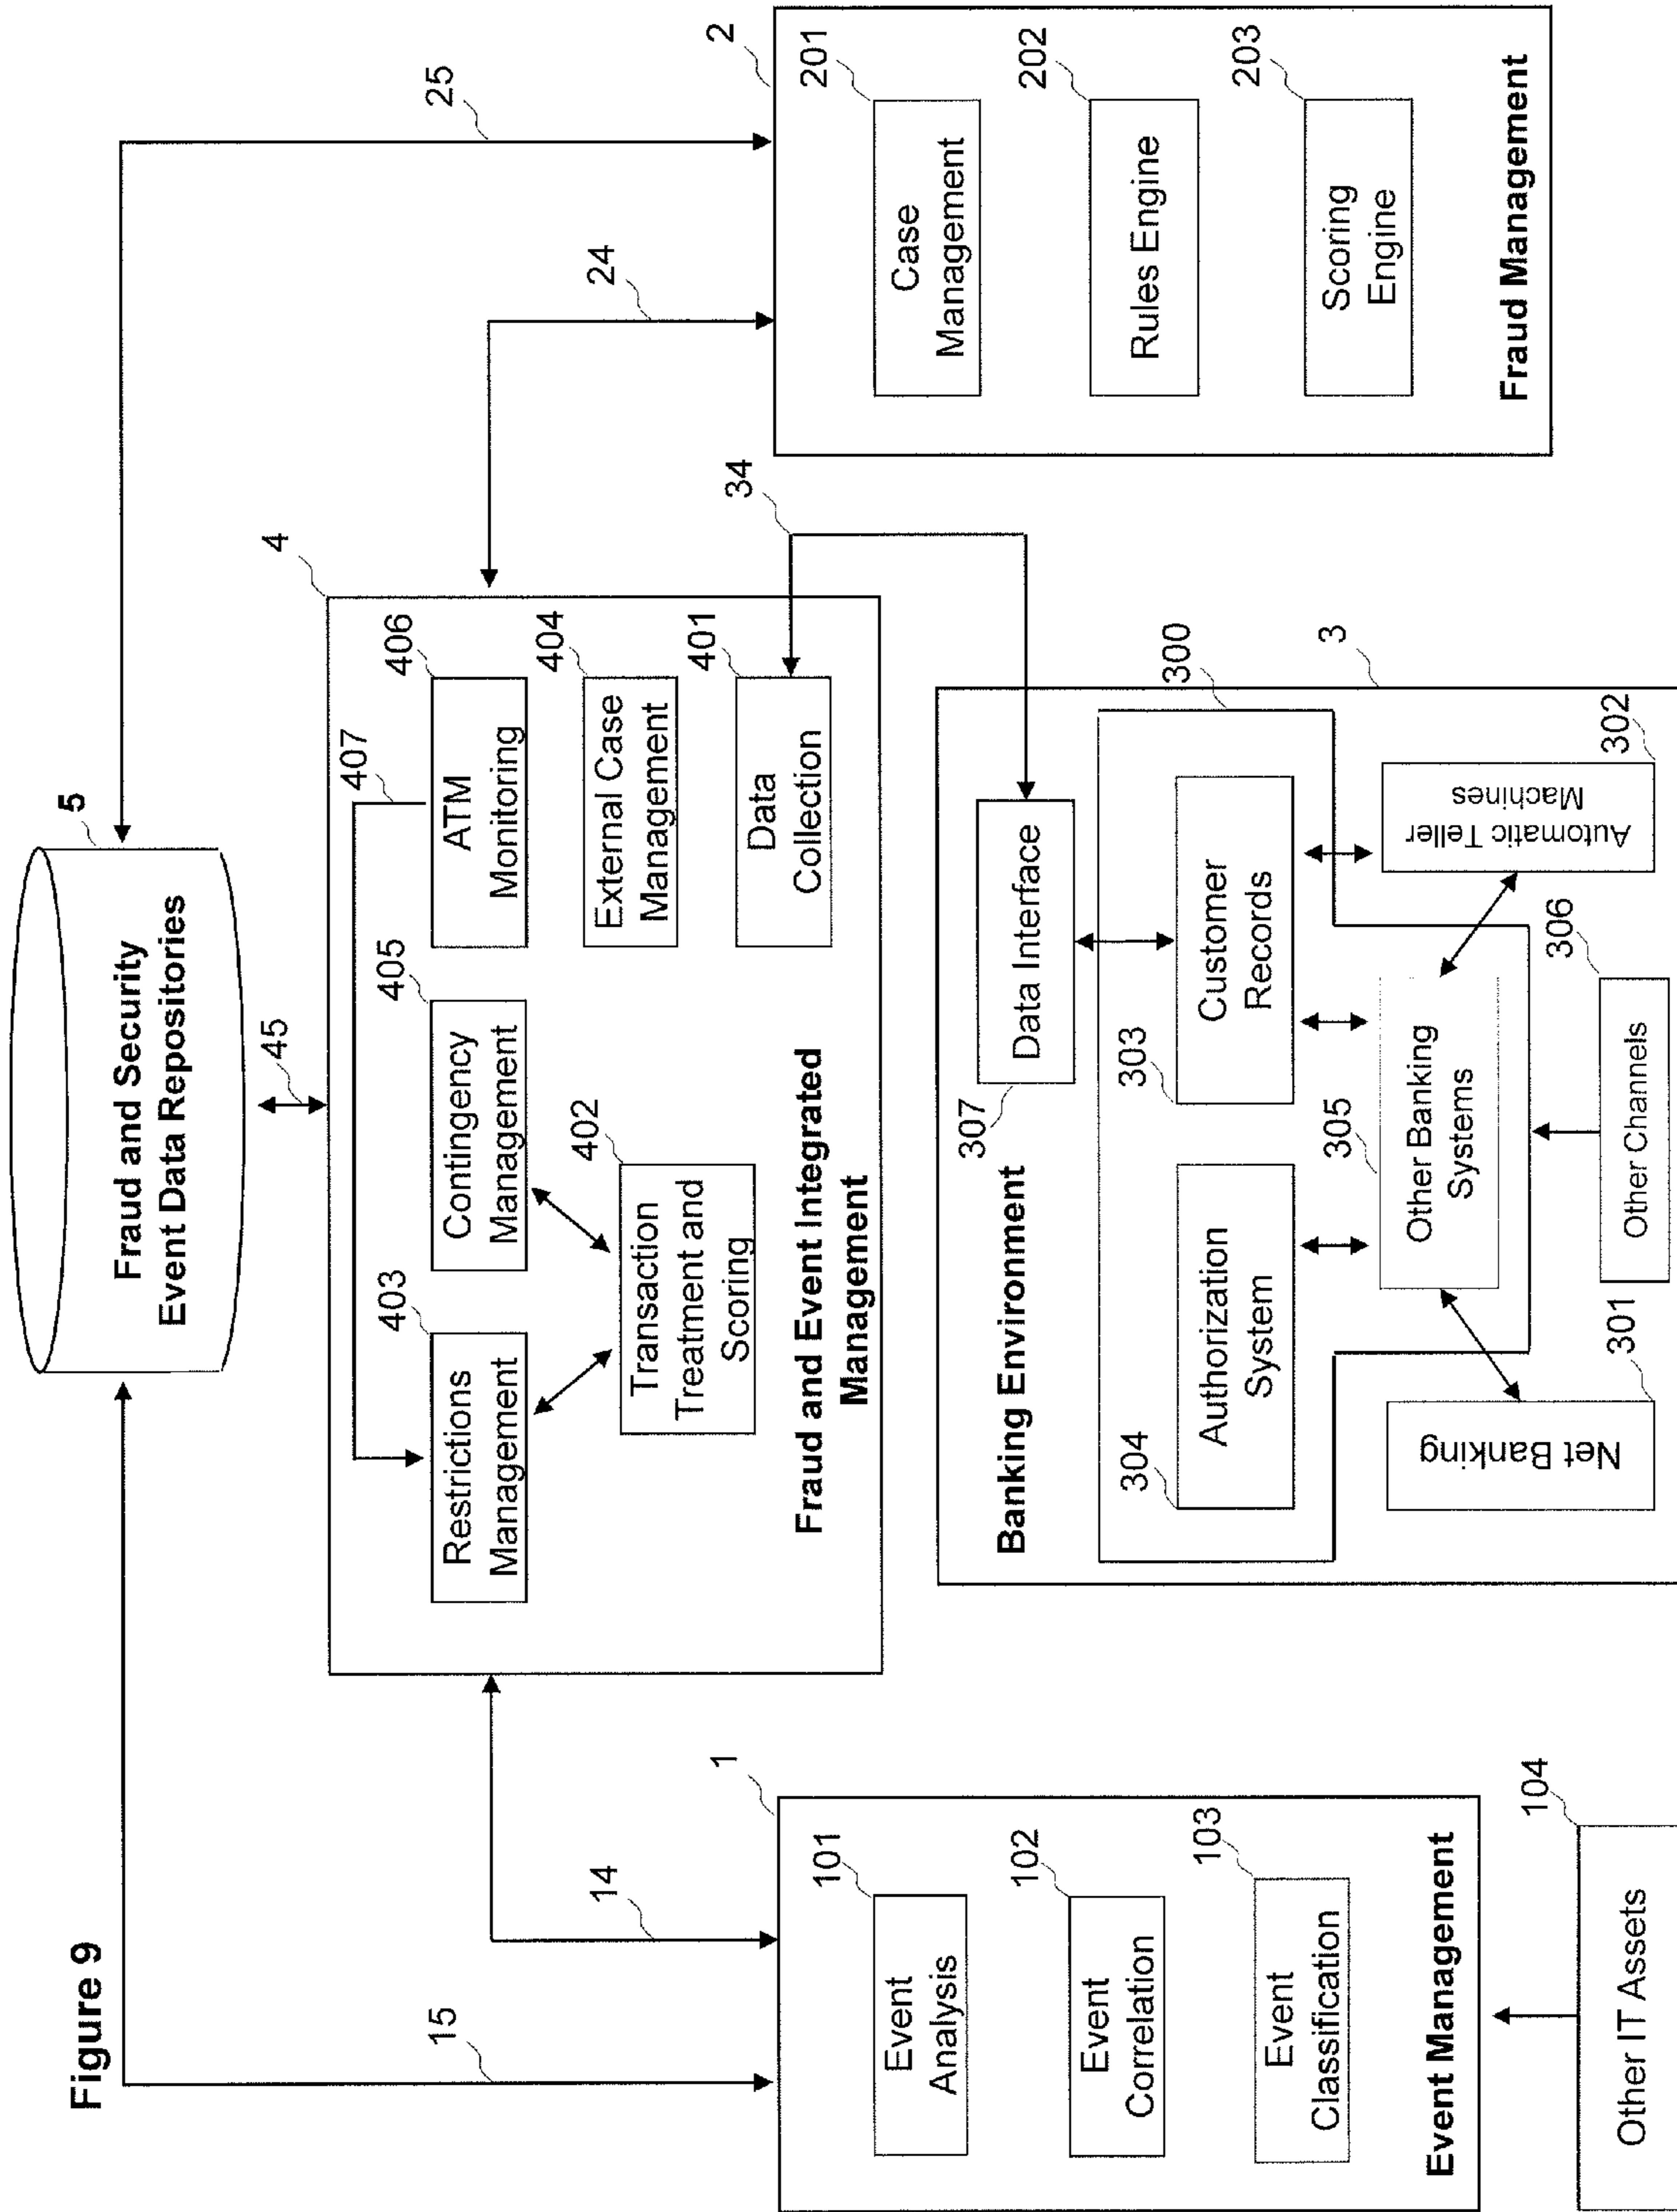 Figure 9
5
Fraud and Security
Event Data Repositories
15
14
45
24
25
4
403
Restrictions
Management
405
Contingency
Management
407
406
ATM
Monitoring
402
Transaction
Treatment and
Scoring
404
External Case
Management
401
Data
Collection
Fraud and Event Integrated
Management
34
1
101
Event
Analysis
102
Event
Correlation
103
Event
Classification
Event Management
104
Other IT Assets
Banking Environment
307
Data Interface
3
300
304
Authorization
System
303
Customer
Records
305
Other Banking
Systems
301
Net Banking
306
Other Channels
302
Automatic Teller
Machines
2
201
Case
Management
202
Rules Engine
203
Scoring
Engine
Fraud Management